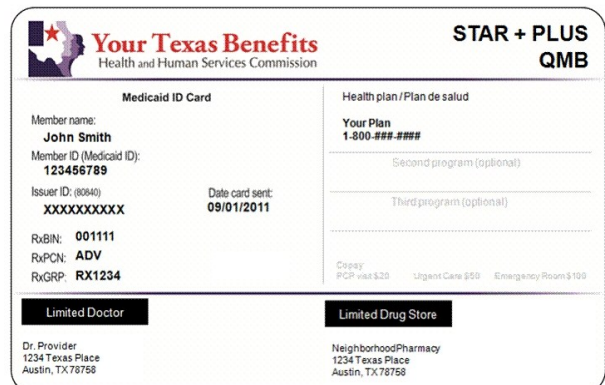 Your Texas Benefits
Health and Human Services Commission
STAR + PLUS
QMB
Medicaid ID Card
Member name:
John Smith
Member ID (Medicaid ID):
123456789
Issuer ID: (80840)
XXXXXXXXXX
Date card sent:
09/01/2011
RxBIN: 001111
RxPCN: ADV
RxGRP: RX1234
Health plan / Plan de salud
Your Plan
1-800-###-####
Second program (optional)
Third program (optional)
Copay:
PCP visit $20 Urgent Care $50 Emergency Room $100
Limited Doctor
Dr. Provider
1234 Texas Place
Austin, TX 78758
Limited Drug Store
NeighborhoodPharmacy
1234 Texas Place
Austin, TX 78758